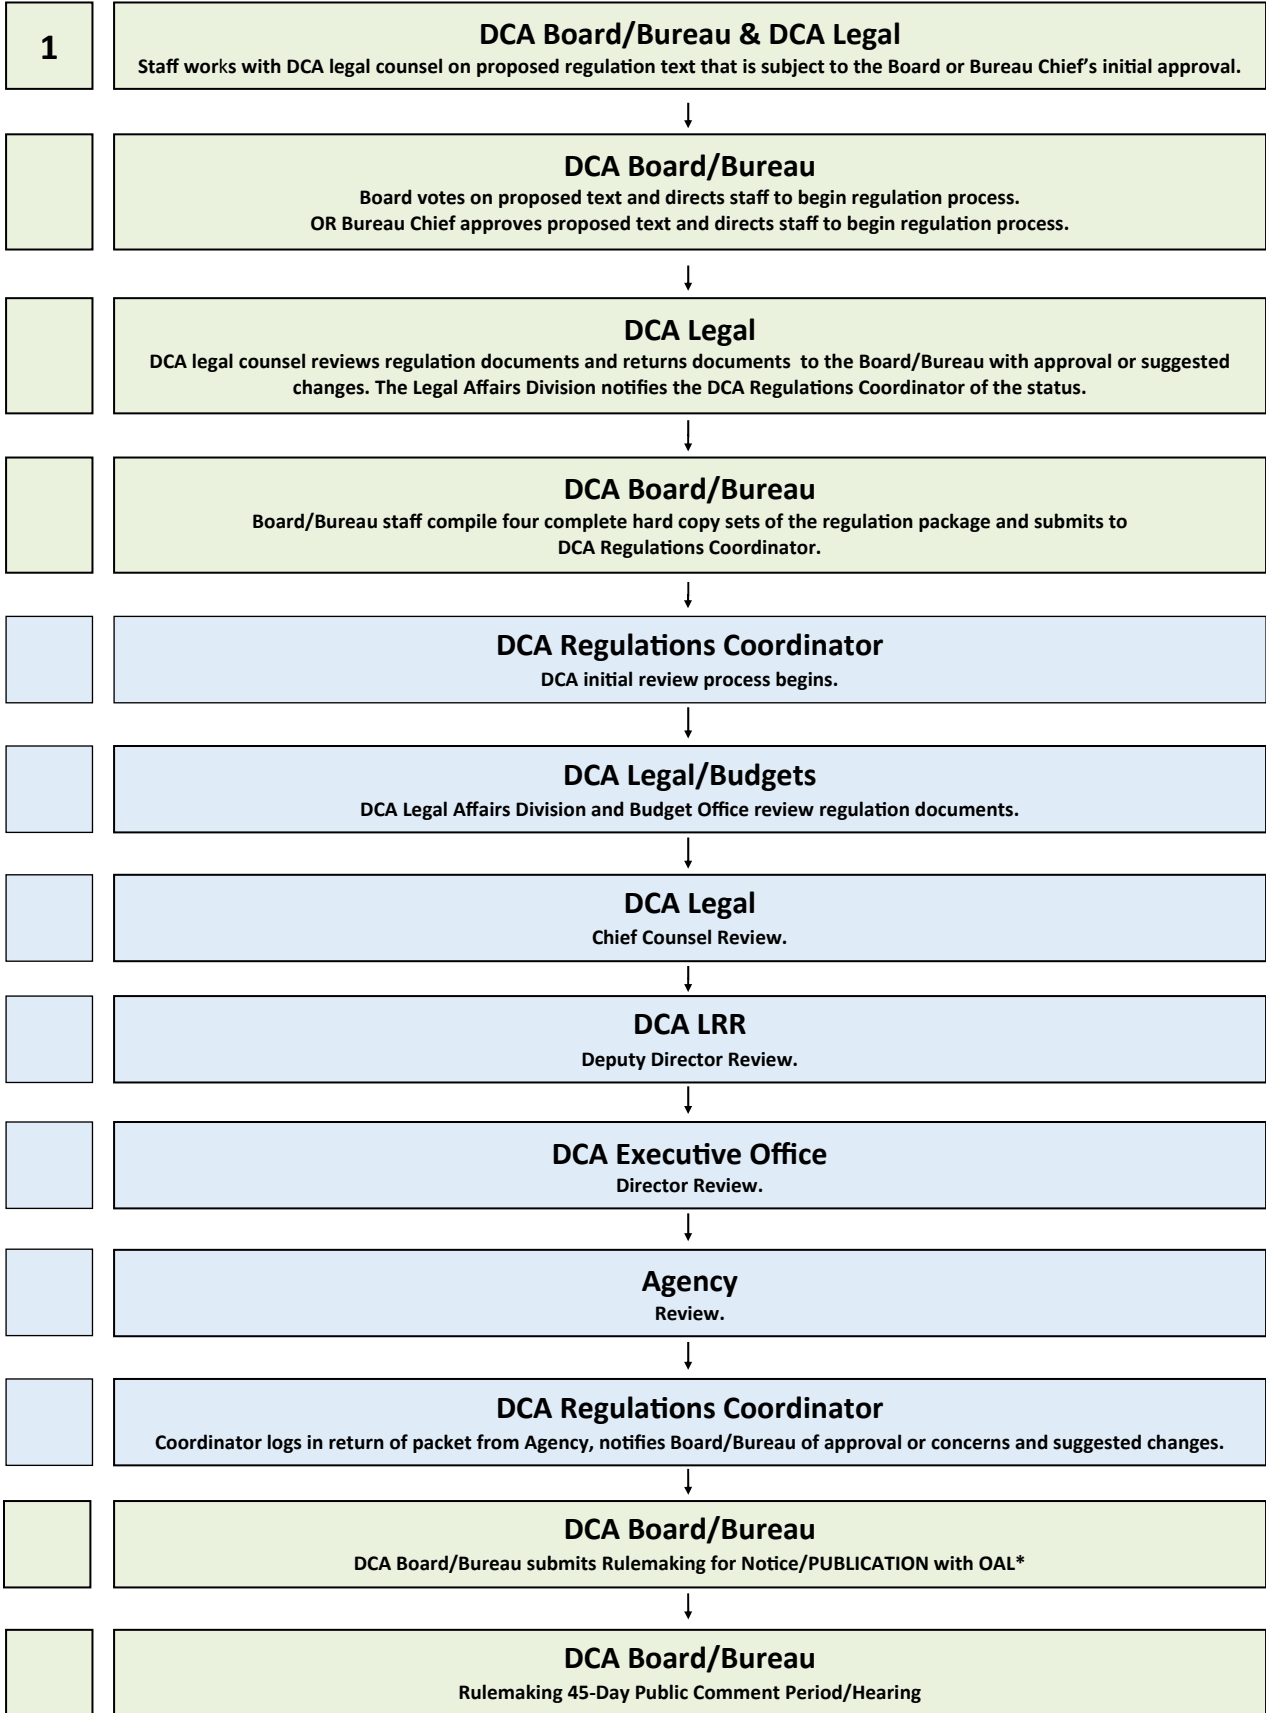 1
DCA Board/Bureau & DCA Legal
Staff works with DCA legal counsel on proposed regulation text that is subject to the Board or Bureau Chief's initial approval.
DCA Board/Bureau
Board votes on proposed text and directs staff to begin regulation process.
OR Bureau Chief approves proposed text and directs staff to begin regulation process.
DCA Legal
DCA legal counsel reviews regulation documents and returns documents to the Board/Bureau with approval or suggested
changes. The Legal Affairs Division notifies the DCA Regulations Coordinator of the status.
DCA Board/Bureau
Board/Bureau staff compile four complete hard copy sets of the regulation package and submits to
DCA Regulations Coordinator.
DCA Regulations Coordinator
DCA initial review process begins.
DCA Legal/Budgets
DCA Legal Affairs Division and Budget Office review regulation documents.
DCA Legal
Chief Counsel Review.
DCA LRR
Deputy Director Review.
DCA Executive Office
Director Review.
Agency
Review.
DCA Regulations Coordinator
Coordinator logs in return of packet from Agency, notifies Board/Bureau of approval or concerns and suggested changes.
DCA Board/Bureau
DCA Board/Bureau submits Rulemaking for Notice/PUBLICATION with OAL*
DCA Board/Bureau
Rulemaking 45-Day Public Comment Period/Hearing